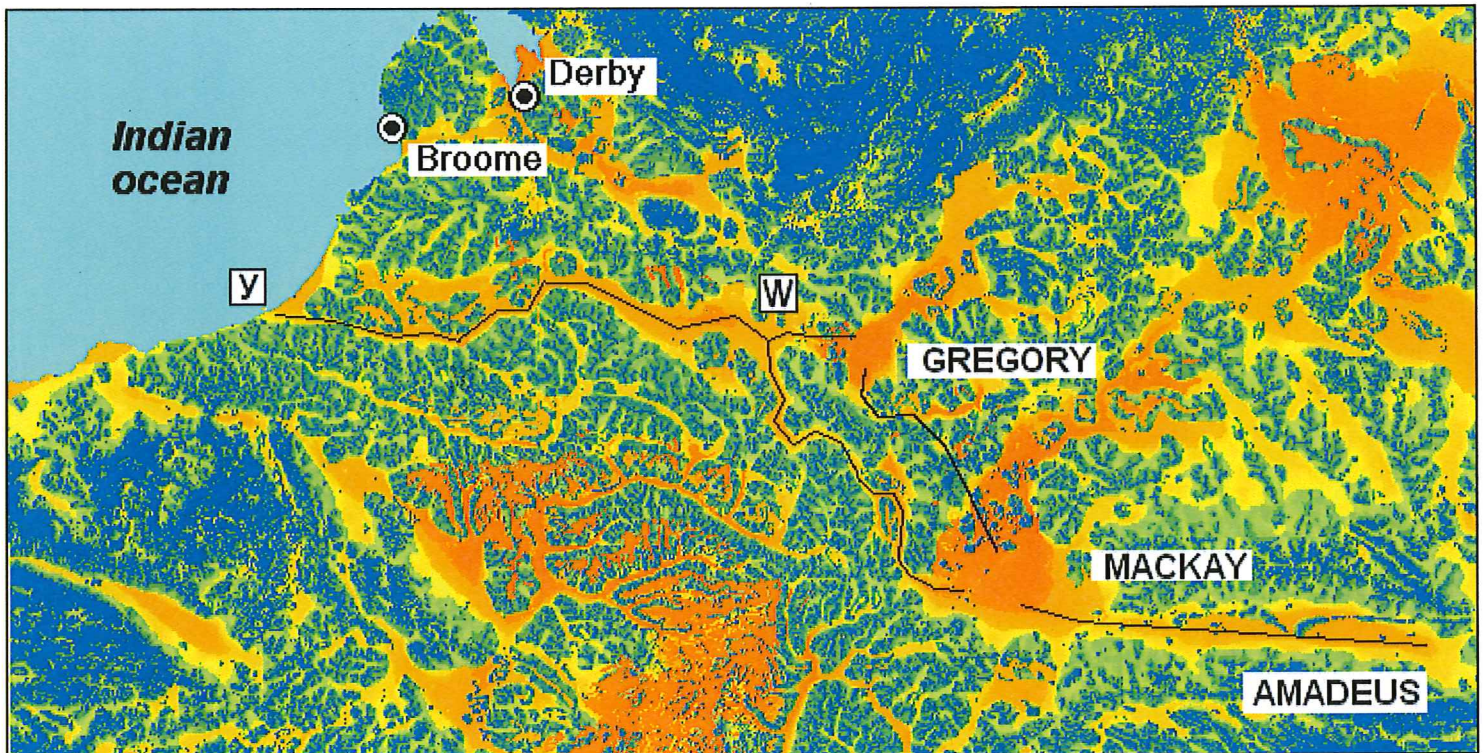 Derby
Indian
ocean
Broome
y
W
GREGORY
MACKAY
AMADEUS